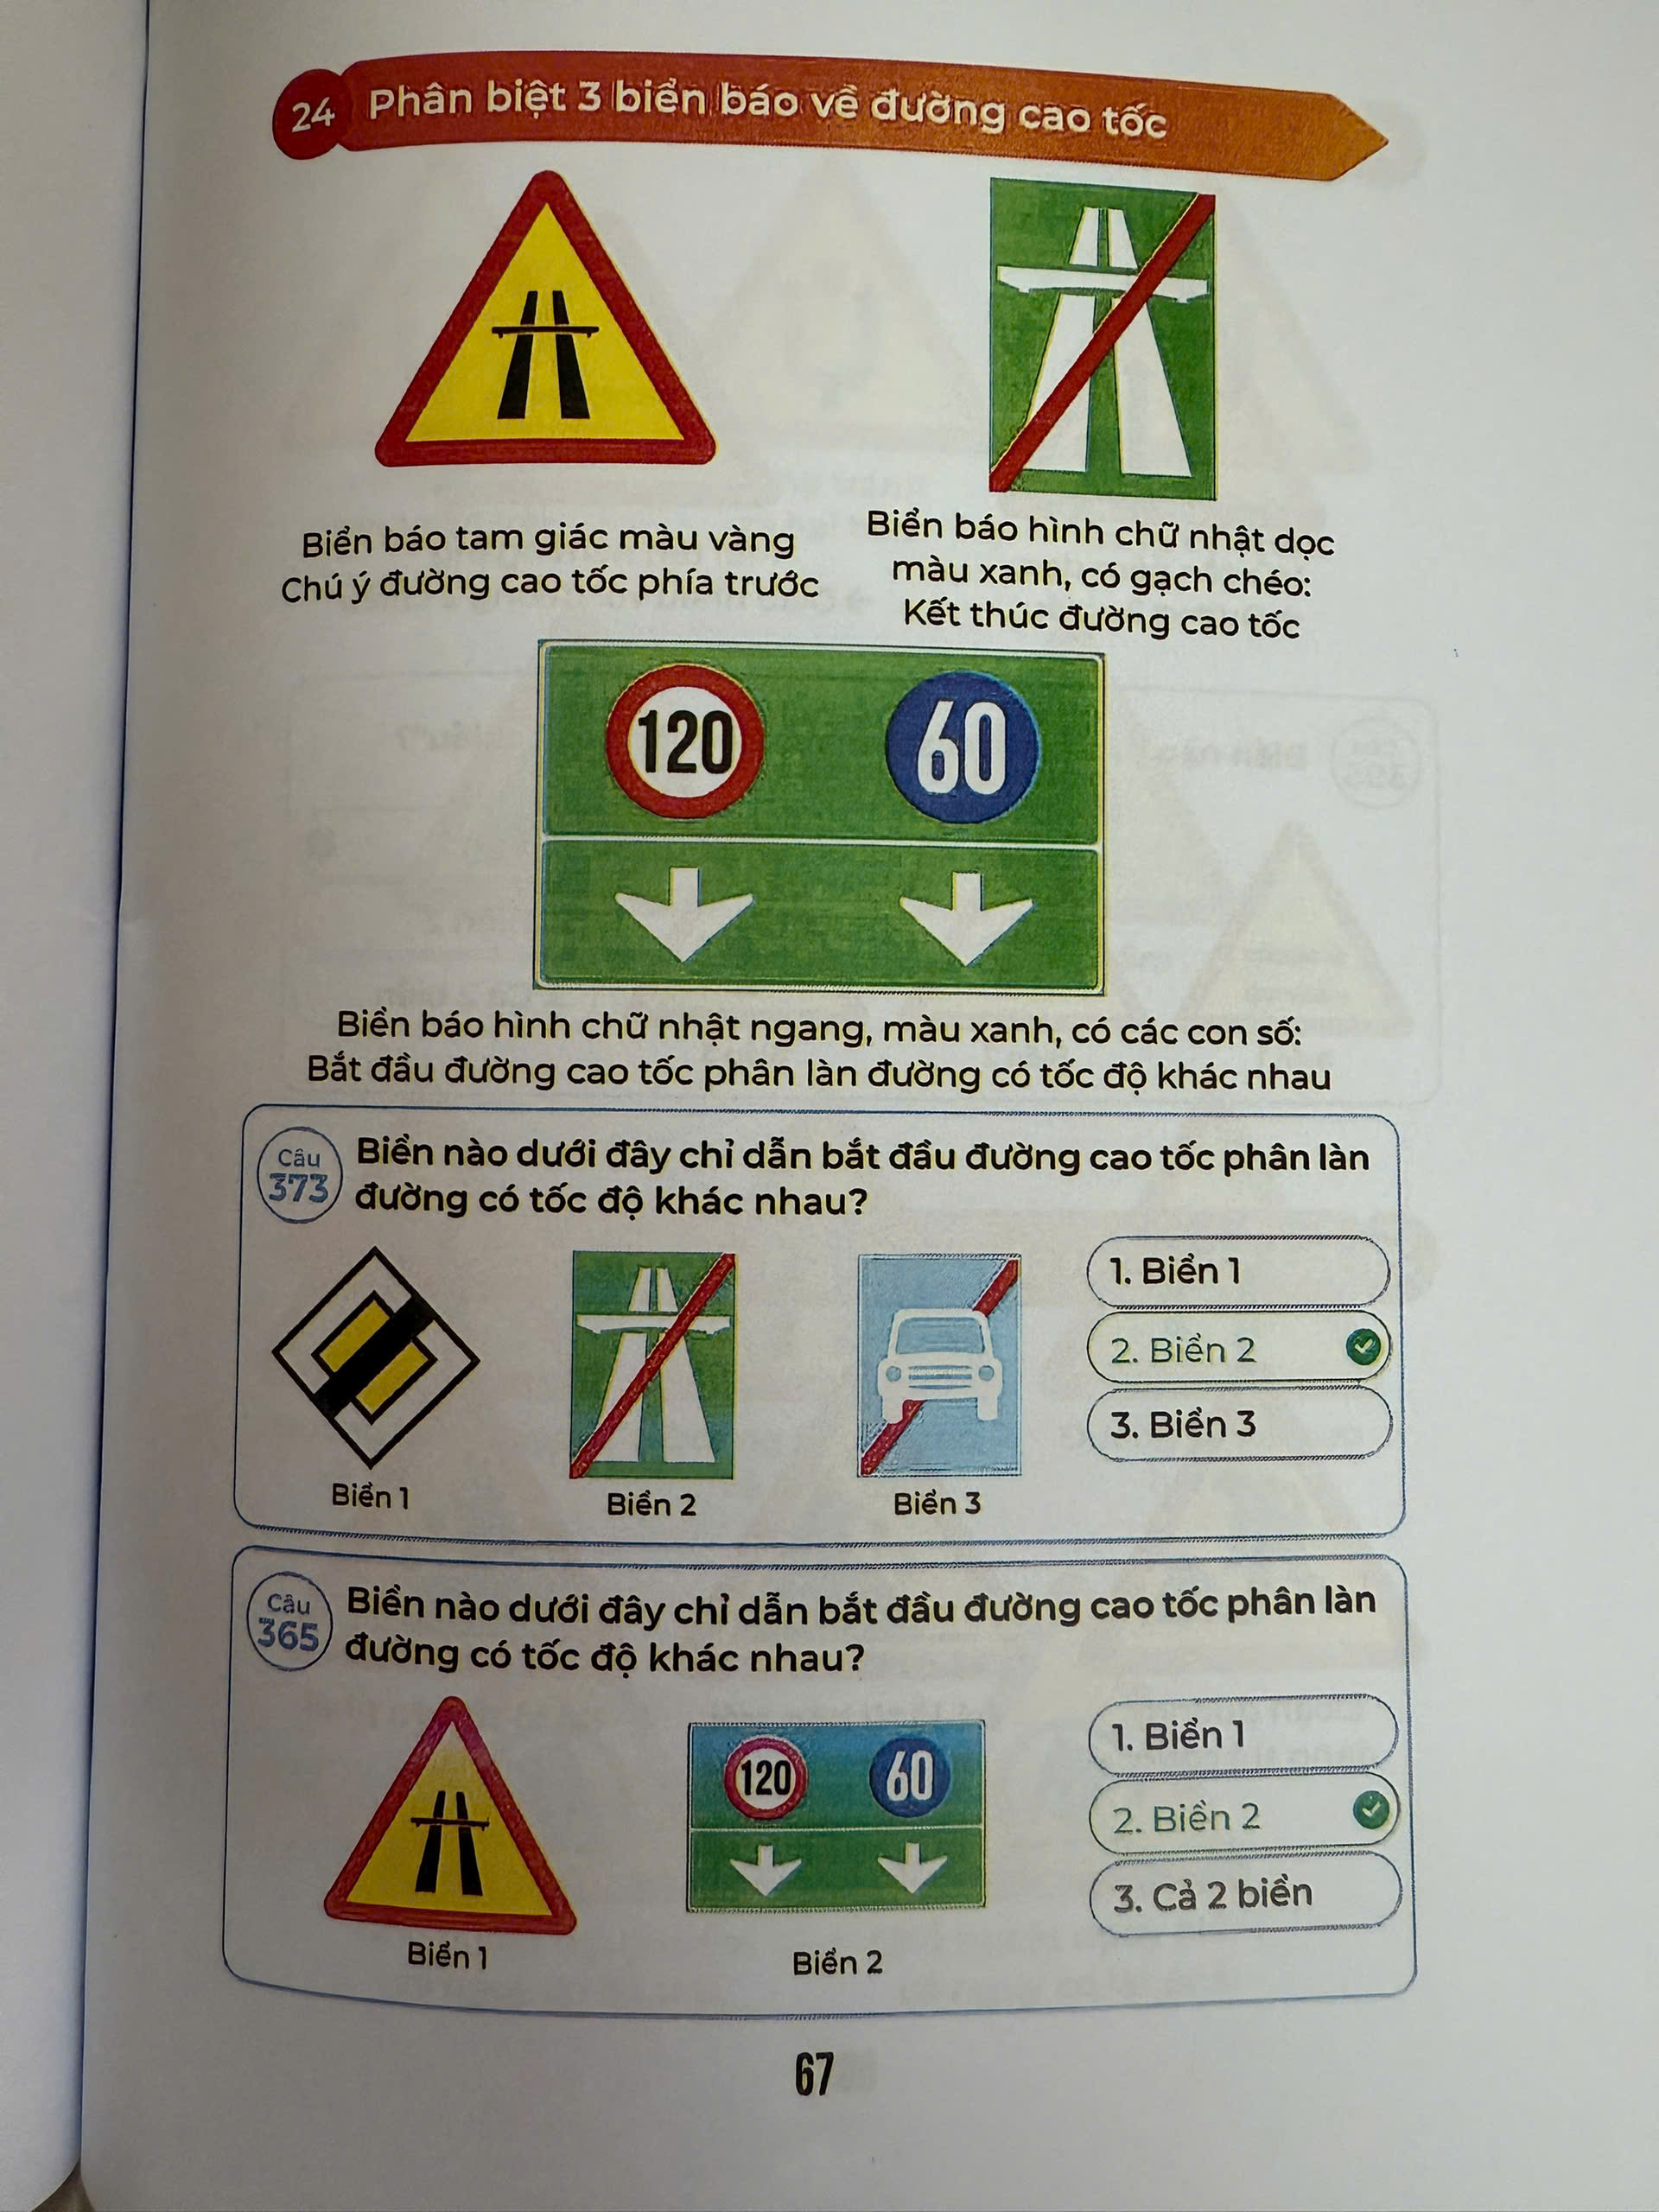 24 Phân biệt 3 biển báo về đường cao tốc
Biển báo tam giác màu vàng
Chú ý đường cao tốc phía trước
Biển báo hình chữ nhật dọc
màu xanh, có gạch chéo:
Kết thúc đường cao tốc
120 60
Biển báo hình chữ nhật ngang, màu xanh, có các con số:
Bắt đầu đường cao tốc phân làn đường có tốc độ khác nhau
Câu 373
Biển nào dưới đây chỉ dẫn bắt đầu đường cao tốc phân làn
đường có tốc độ khác nhau?
Biển 1
Biển 2
Biển 3
1. Biển 1
2. Biển 2
3. Biển 3
Câu 365
Biển nào dưới đây chỉ dẫn bắt đầu đường cao tốc phân làn
đường có tốc độ khác nhau?
120 60
Biển 1
Biển 2
1. Biển 1
2. Biển 2
3. Cả 2 biển
67